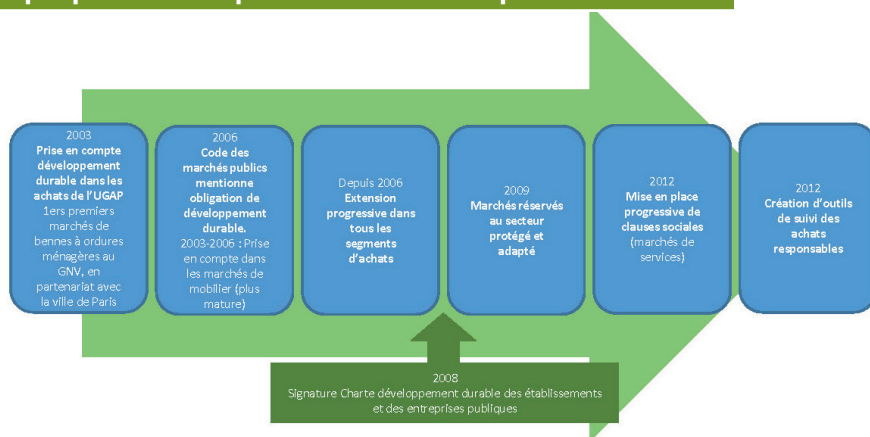 2003
Prise en compte
développement
durable dans les
achats de l'UGAP
1ers premiers
marchés de
bennes à ordures
ménagères au
GNV, en
partenariat avec
la ville de Paris
2006
Code des
marchés publics
mentionne
obligation de
développement
durable.
2003-2006 : Prise
en compte dans
les marchés de
mobilier (plus
mature)
Depuis 2006
Extension
progressive dans
tous les
segments
d'achats
2008
Signature Charte développement durable des établissements
et des entreprises publiques
2009
Marchés réservés
au secteur
protégé et
adapté
2012
Mise en place
progressive de
clauses sociales
(marchés de
services)
2012
Création d'outils
de suivi des
achats
responsables